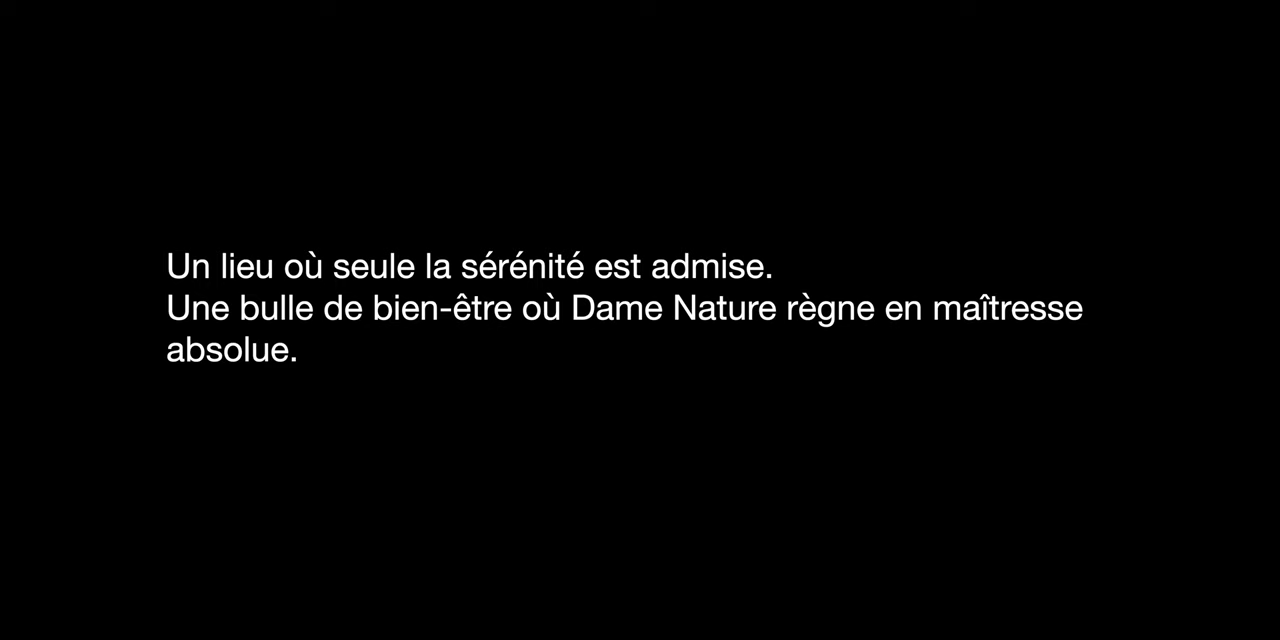 Un lieu où seule la sérénité est admise.
Une bulle de bien-être où Dame Nature règne en maîtresse
absolue.